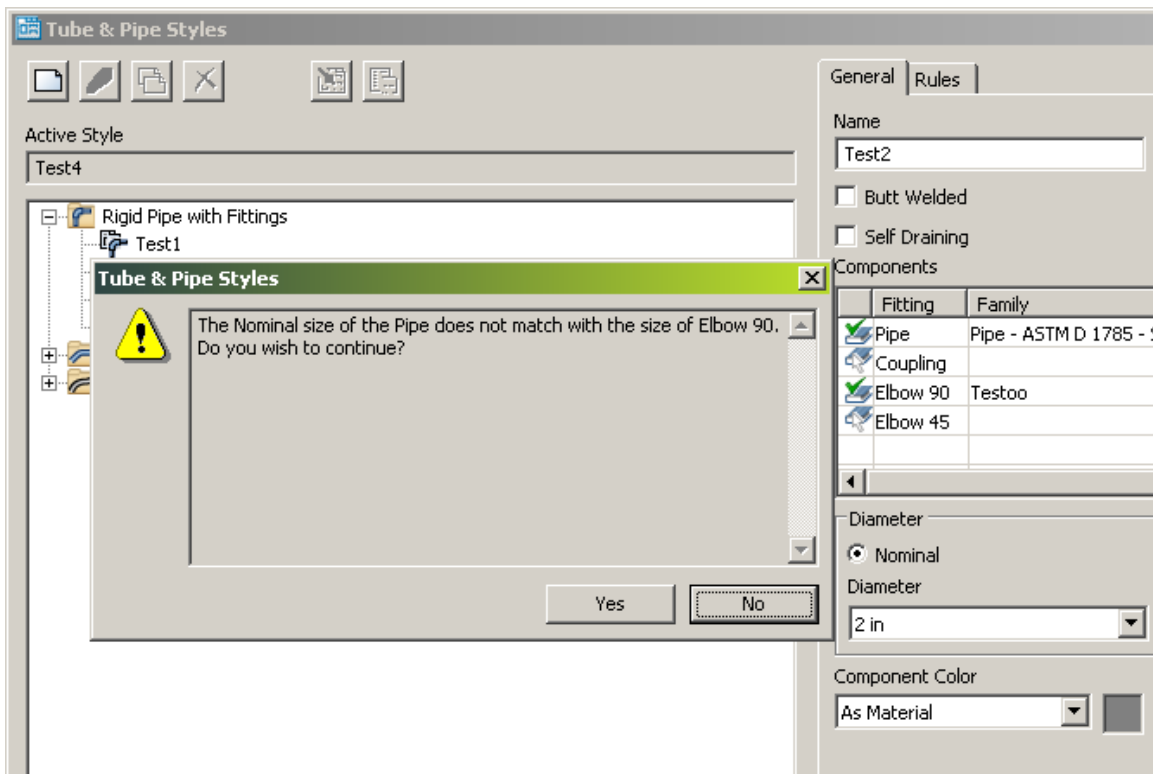 Tube & Pipe Styles
Active Style
Test4
Rigid Pipe with Fittings
Test1
Tube & Pipe Styles
The Nominal size of the Pipe does not match with the size of Elbow 90.
Do you wish to continue?
Yes No
General Rules
Name
Test2
Butt Welded
Self Draining
Components
Fitting Family
Pipe Pipe - ASTM D 1785 -
Coupling
Elbow 90 Testoo
Elbow 45
Diameter
Nominal
Diameter
2 in
Component Color
As Material